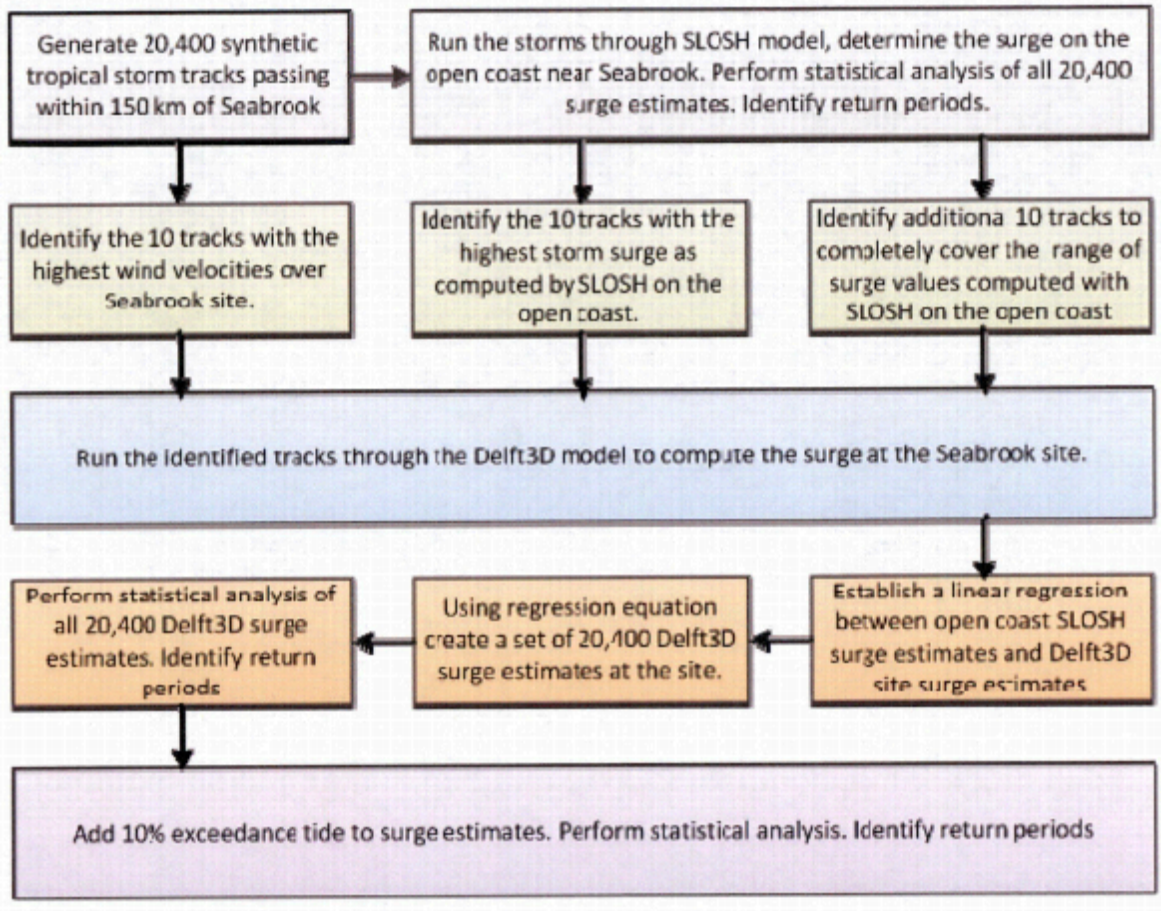 Generate 20,400 synthetic
tropical storm tracks passing
within 150 km of Seabrook
Run the storms through SLOSH model, determine the surge on the
open coast near Seabrook. Perform statistical analysis of all 20,400
surge estimates. Identify return periods.
Identify the 10 tracks with the
highest wind velocities over
Seabrook site.
Identify the 10 tracks with the
highest storm surge as
computed by SLOSH on the
open coast.
Identify additiona 10 tracks to
completely cover the range of
surge values computed with
SLOSH on the open coast
Run the identified tracks through the Delft3D model to compute the surge at the Seabrook site.
Perform statistical analysis of
all 20,400 Delft3D surge
estimates. Identify return
periods
Using regression equation
create a set of 20,400 Delft3D
surge estimates at the site.
Establish a linear regression
between open coast SLOSH
surge estimates and Delft3D
site surge estimates
Add 10% exceedance tide to surge estimates. Perform statistical analysis. Identify return periods